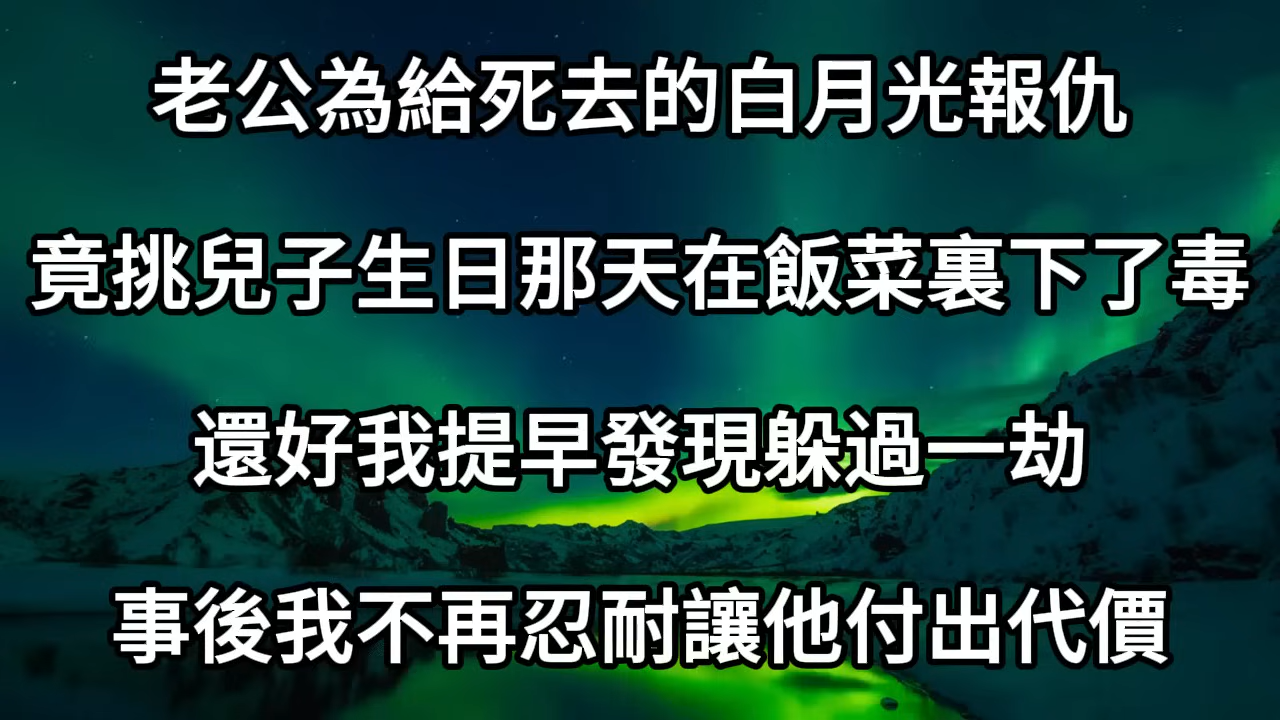 老公為給死去的白月光報仇
竟挑兒子生日那天在飯菜裏下了毒
還好我提早發現躲過一劫
事後我不再忍耐讓他付出代價